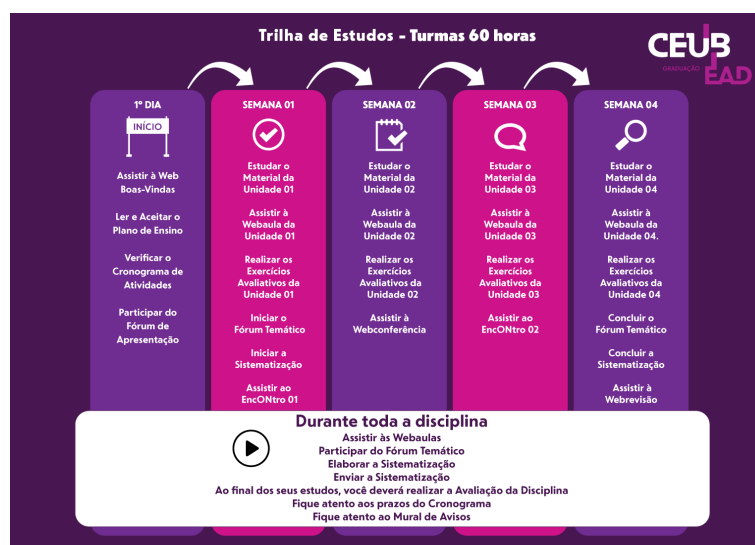 Trilha de Estudos - Turmas 60 horas
CEUB
GRADUAÇÃO
EAD
1º DIA
INÍCIO
Assistir à Web
Boas-Vindas
Ler e Aceitar o
Plano de Ensino
Verificar o
Cronograma de
Atividades
Participar do
Fórum de
Apresentação
SEMANA 01
Estudar o
Material da
Unidade 01
Assistir à
Webaula da
Unidade 01
Realizar os
Exercícios
Avaliativos da
Unidade 01
Iniciar o
Fórum Temático
Iniciar a
Sistematização
Assistir ao
EncONtro 01
SEMANA 02
Estudar o
Material da
Unidade 02
Assistir à
Webaula da
Unidade 02
Realizar os
Exercícios
Avaliativos da
Unidade 02
Assistir à
Webconferência
SEMANA 03
Estudar o
Material da
Unidade 03
Assistir à
Webaula da
Unidade 03
Realizar os
Exercícios
Avaliativos da
Unidade 03
Assistir ao
EncONtro 02
SEMANA 04
Estudar o
Material da
Unidade 04
Assistir à
Webaula da
Unidade 04.
Realizar os
Exercícios
Avaliativos da
Unidade 04
Concluir o
Fórum Temático
Concluir a
Sistematização
Assistir à
Webrevisão
Durante toda a disciplina
Assistir às Webaulas
Participar do Fórum Temático
Elaborar a Sistematização
Enviar a Sistematização
Ao final dos seus estudos, você deverá realizar a Avaliação da Disciplina
Fique atento aos prazos do Cronograma
Fique atento ao Mural de Avisos